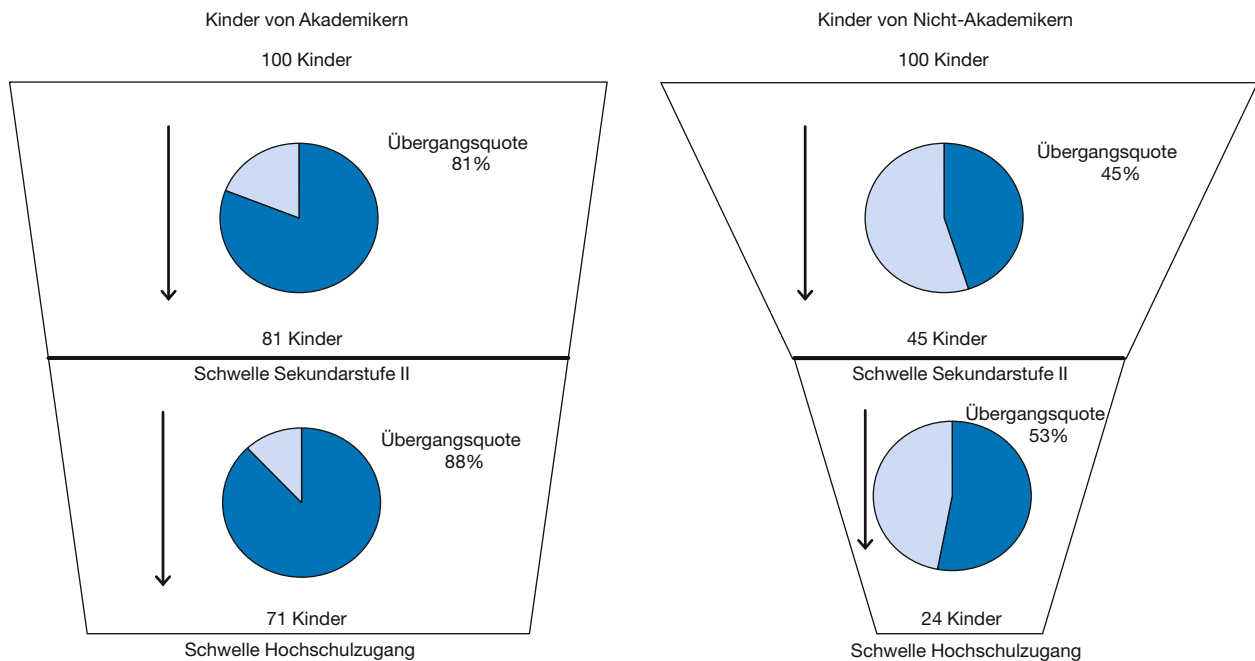 Kinder von Akademikern
100 Kinder
Übergangsquote
81%
81 Kinder
Schwelle Sekundarstufe II
Übergangsquote
88%
71 Kinder
Schwelle Hochschulzugang
Kinder von Nicht-Akademikern
100 Kinder
Übergangsquote
45%
45 Kinder
Schwelle Sekundarstufe II
Übergangsquote
53%
24 Kinder
Schwelle Hochschulzugang